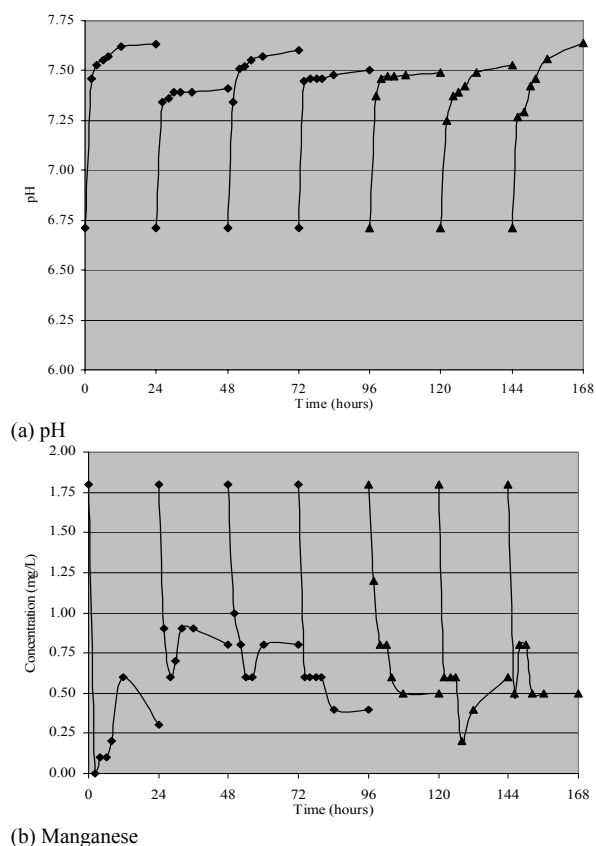 7.75
7.50
7.25
7.00
6.75
6.50
6.25
6.00
pH
0 24 48 72 96 120 144 168
Time (hours)
(a) pH
2.00
1.75
1.50
1.25
1.00
0.75
0.50
0.25
0.00
Concentration (mg/L)
0 24 48 72 96 120 144 168
Time (hours)
(b) Manganese